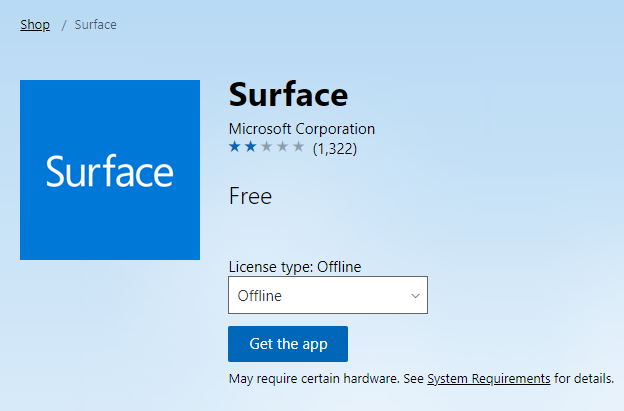 Shop / Surface
Surface
Surface
Microsoft Corporation
(1,322)
Free
License type: Offline
Offline
Get the app
May require certain hardware. See System Requirements for details.